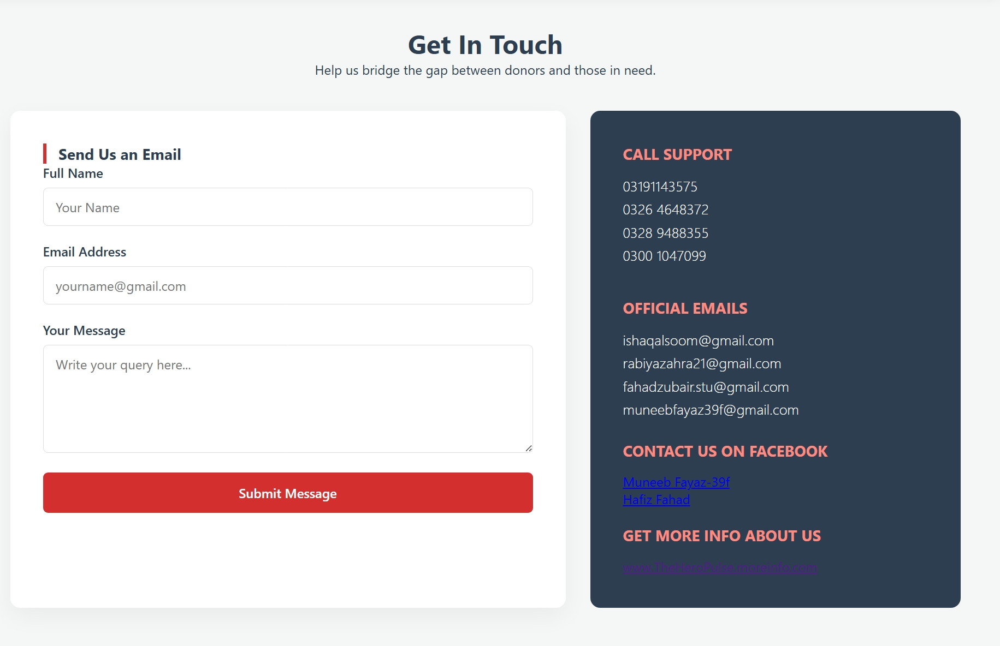 Get In Touch
Help us bridge the gap between donors and those in need.
Send Us an Email
Full Name
Your Name
Email Address
yourname@gmail.com
Your Message
Write your query here...
Submit Message
CALL SUPPORT
03191143575
0326 4648372
0328 9488355
0300 1047099
OFFICIAL EMAILS
ishaqalsoom@gmail.com
rabiyazahra21@gmail.com
fahadzubair.stu@gmail.com
muneebfayaz39f@gmail.com
CONTACT US ON FACEBOOK
Muneeb Fayaz-39f
Hafiz Fahad
GET MORE INFO ABOUT US
www.TheHeroPulse.moreinfo.com